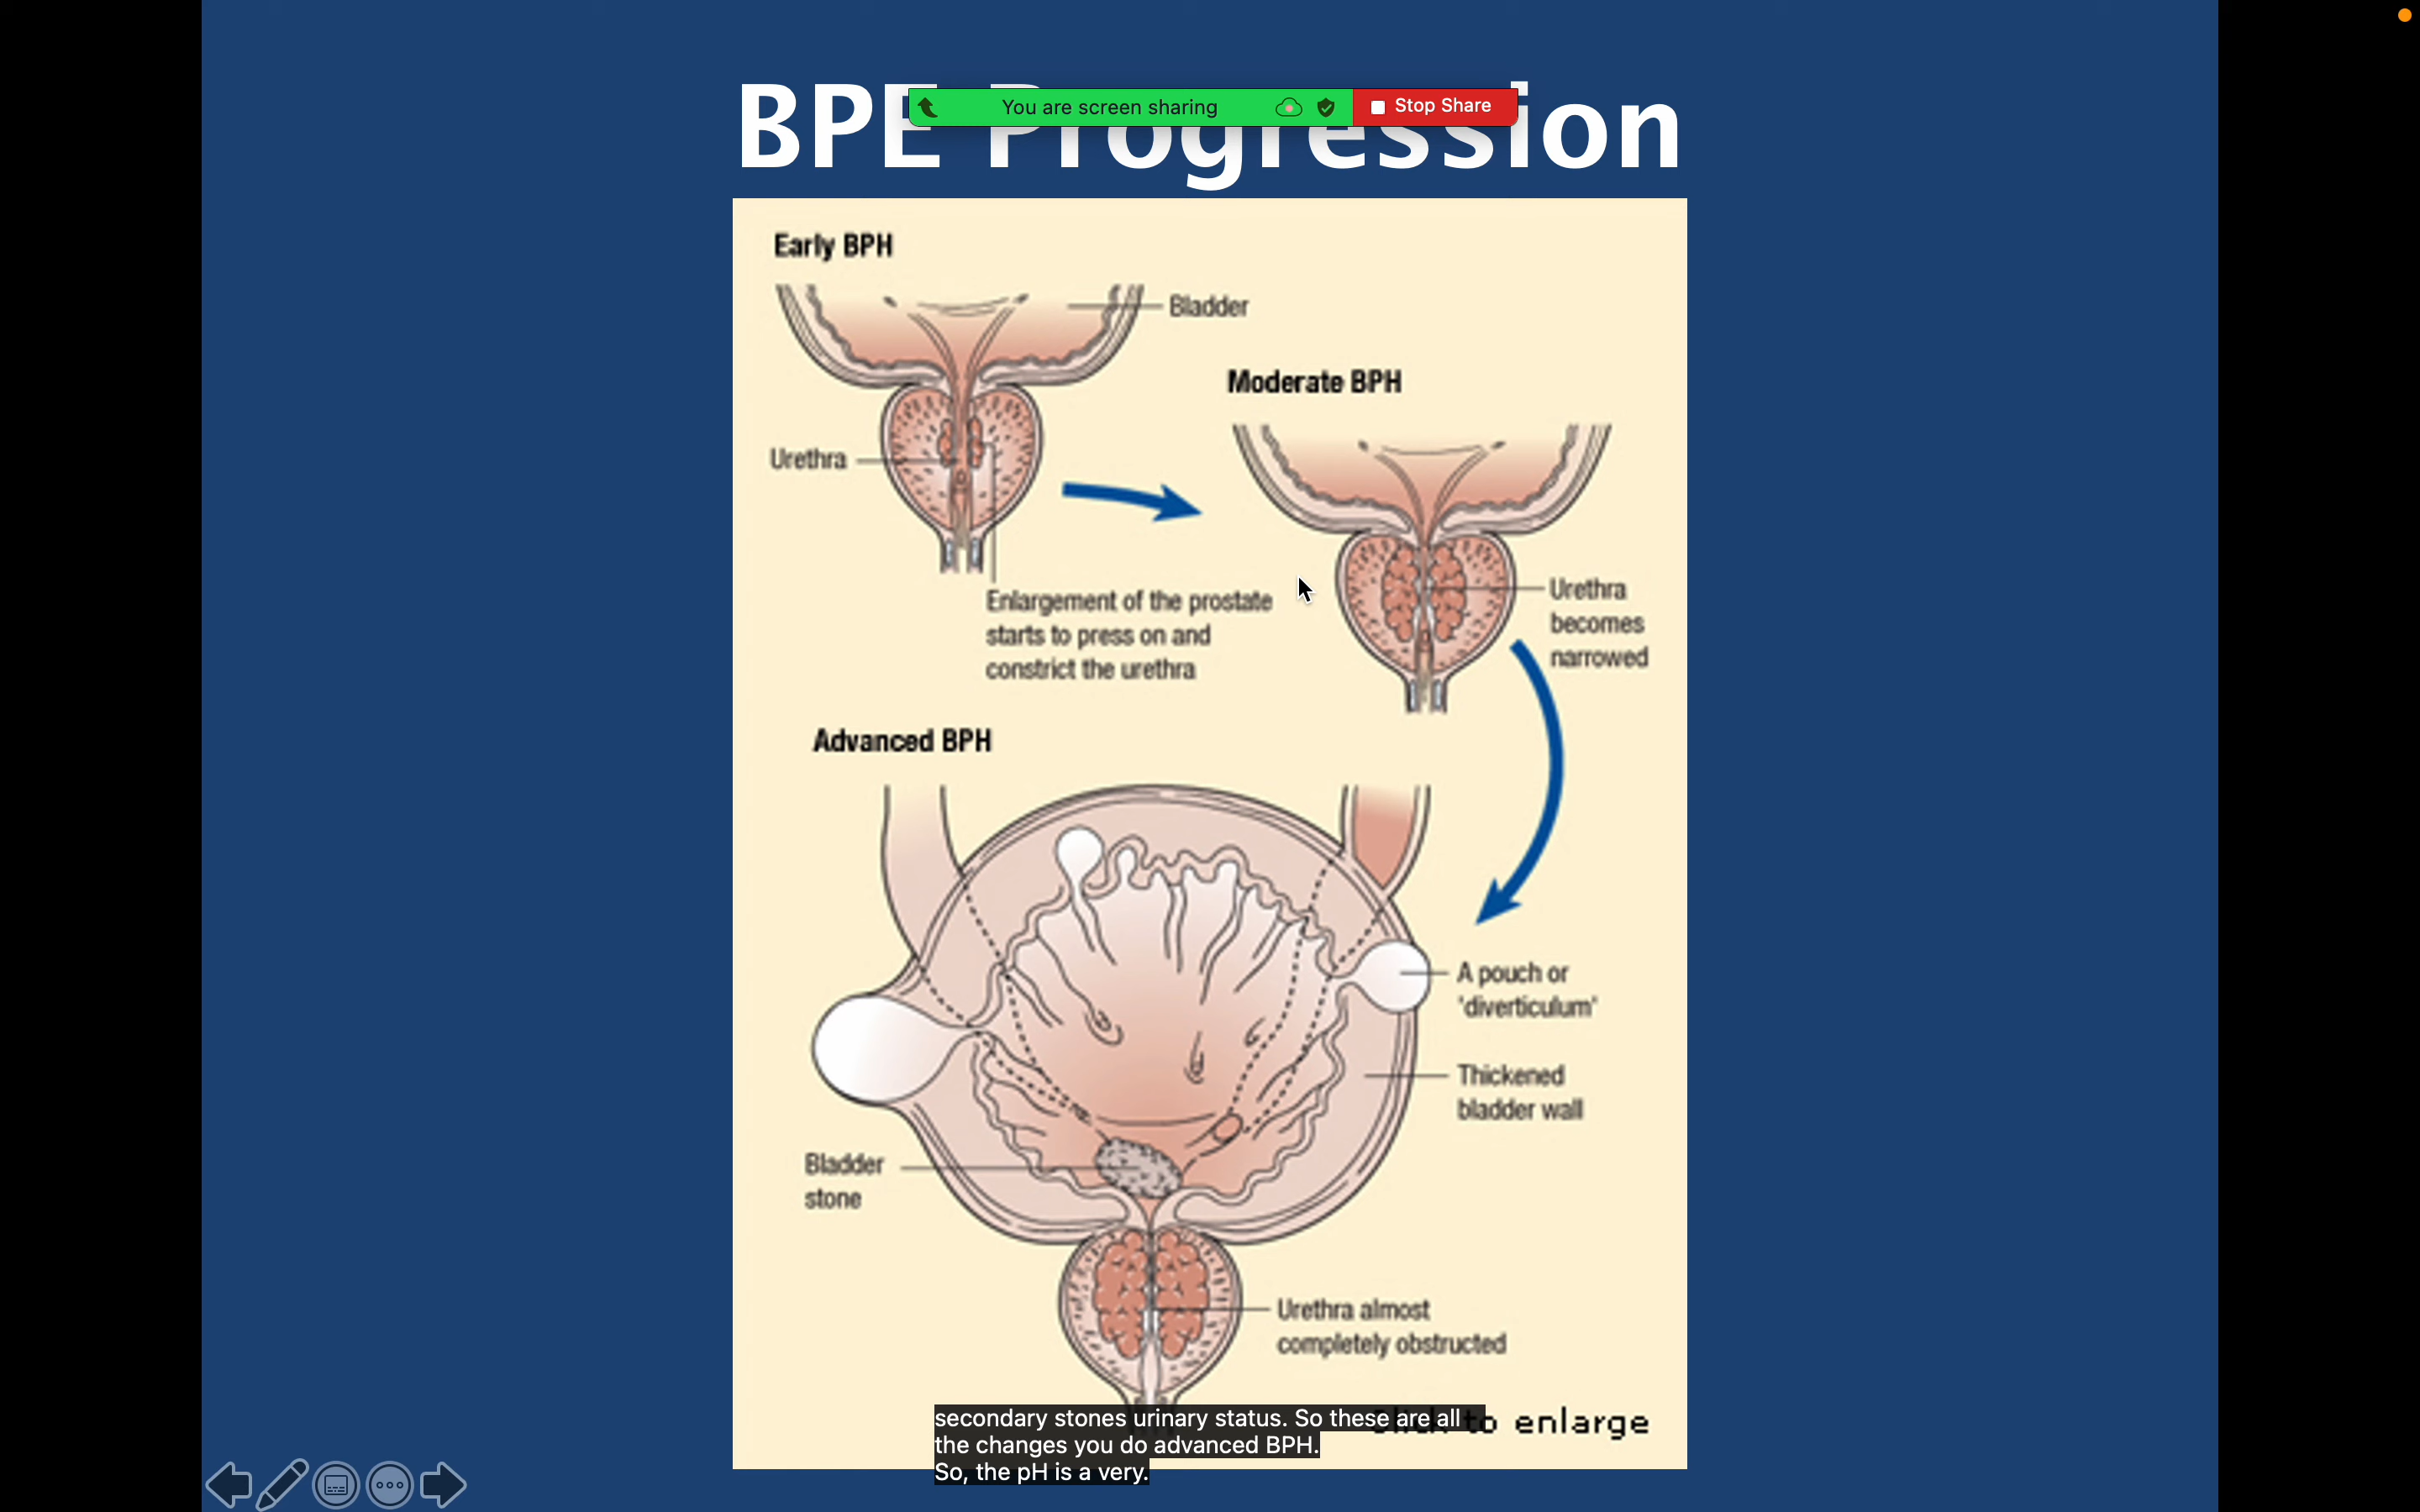 BPE Progression
You are screen sharing
Stop Share
Early BPH
Bladder
Moderate BPH
Urethra
Enlargement of the prostate
starts to press on and
constrict the urethra
Urethra
becomes
narrowed
Advanced BPH
A pouch or
'diverticulum'
Thickened
bladder wall
Bladder
stone
Urethra almost
completely obstructed
Click to enlarge
secondary stones urinary status. So these are all
the changes you do advanced BPH.
So, the pH is a very.